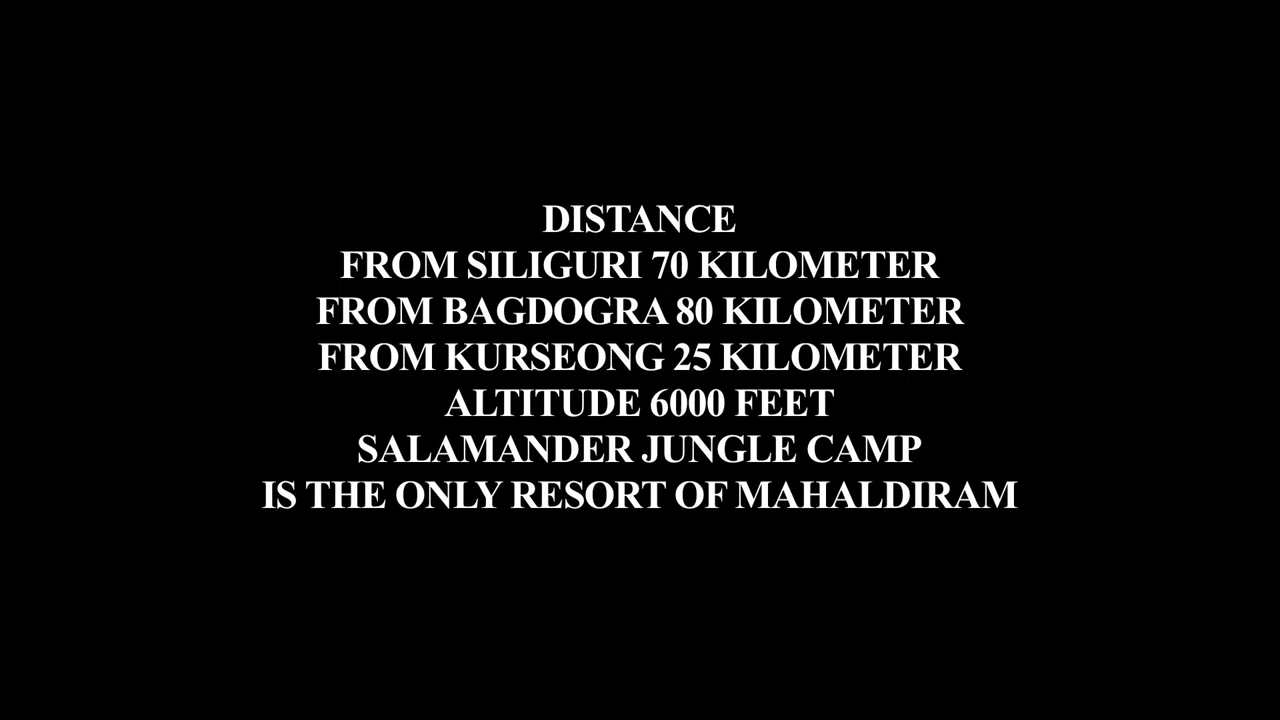 DISTANCE
FROM SILIGURI 70 KILOMETER
FROM BAGDOGRA 80 KILOMETER
FROM KURSEONG 25 KILOMETER
ALTITUDE 6000 FEET
SALAMANDER JUNGLE CAMP
IS THE ONLY RESORT OF MAHALDIRAM